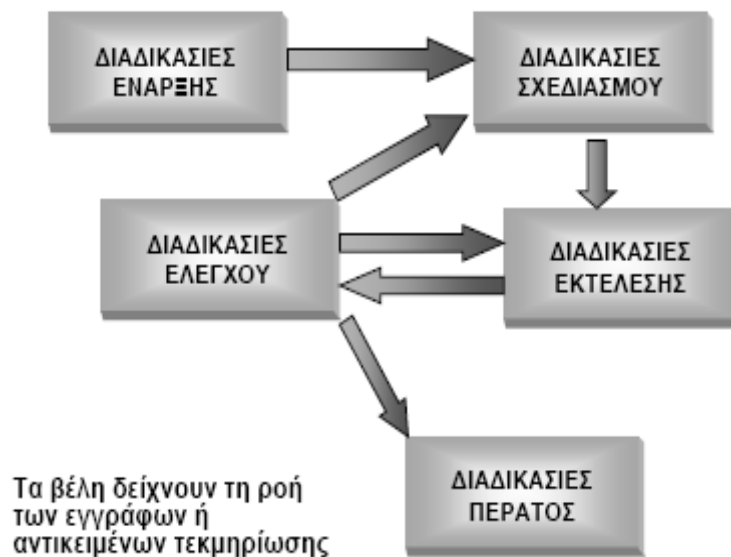 ΔΙΑΔΙΚΑΣΙΕΣ
ΕΝΑΡΞΗΣ
ΔΙΑΔΙΚΑΣΙΕΣ
ΣΧΕΔΙΑΣΜΟΥ
ΔΙΑΔΙΚΑΣΙΕΣ
ΕΛΕΓΧΟΥ
ΔΙΑΔΙΚΑΣΙΕΣ
ΕΚΤΕΛΕΣΗΣ
ΔΙΑΔΙΚΑΣΙΕΣ
ΠΕΡΑΤΟΣ
Τα βέλη δείχνουν τη ροή
των εγγράφων ή
αντικειμένων τεκμηρίωσης